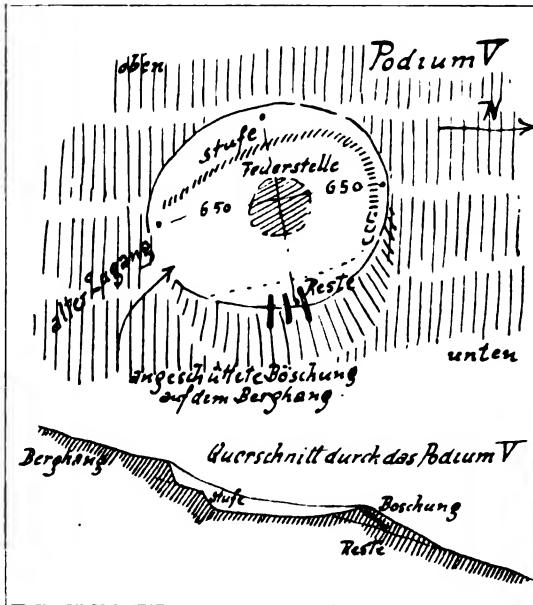 oben
Podium V
N
Stufe
Feuerstelle
650
650
alter Zugang
Reste
unten
angeschüttete Böschung
auf dem Berghang.
Querschnitt durch das Podium V
Berghang
Stufe
Böschung
Reste